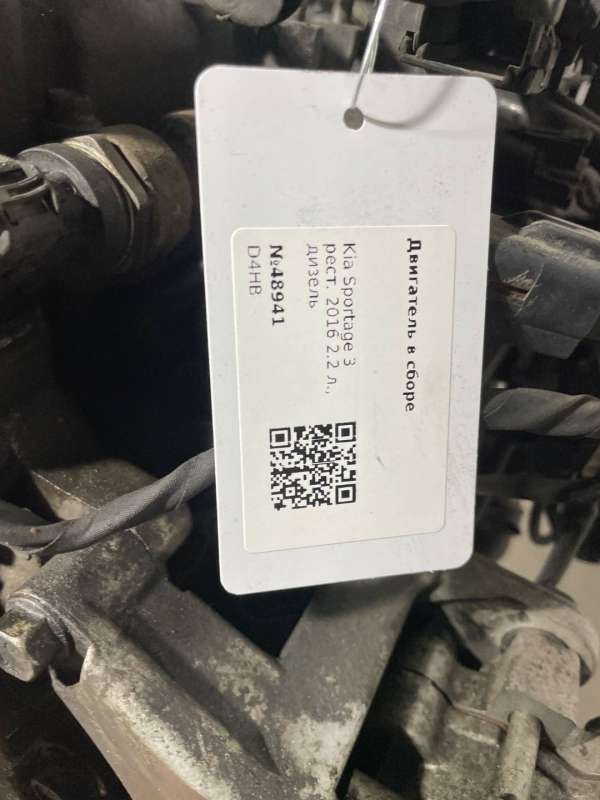 Двигатель в сборе
Kia Sportage 3
рест. 2016 2.2 л.,
дизель
№48941
D4HB